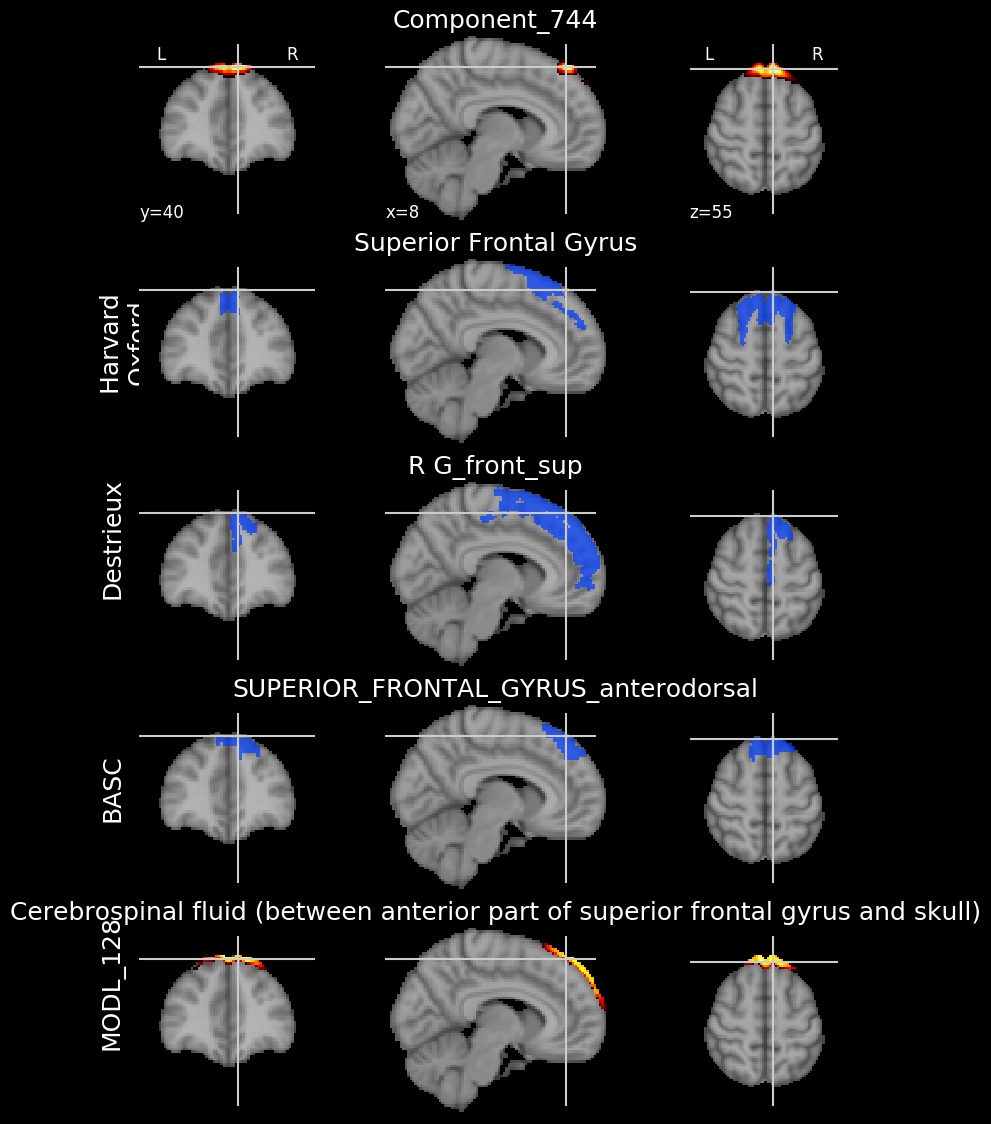 Component_744
L R L R
y=40 x=8 z=55
Superior Frontal Gyrus
Harvard
Oxford
R G_front_sup
Destrieux
SUPERIOR_FRONTAL_GYRUS_anterodorsal
BASC
Cerebrospinal fluid (between anterior part of superior frontal gyrus and skull)
MODL_128